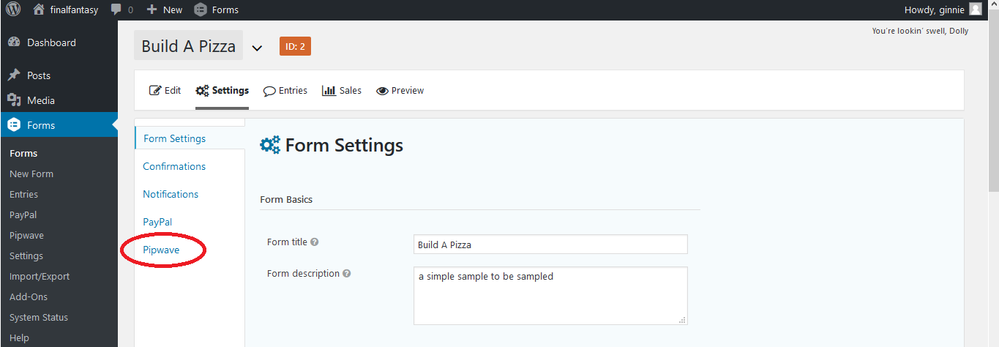 finalfantasy 0 New Forms Howdy, ginnie
You're lookin' swell, Dolly
Dashboard
Posts
Media
Forms
Forms
New Form
Entries
PayPal
Pipwave
Settings
Import/Export
Add-Ons
System Status
Help
Build A Pizza ID: 2
Edit Settings Entries Sales Preview
Form Settings
Confirmations
Notifications
PayPal
Pipwave
Form Settings
Form Basics
Form title Build A Pizza
Form description a simple sample to be sampled